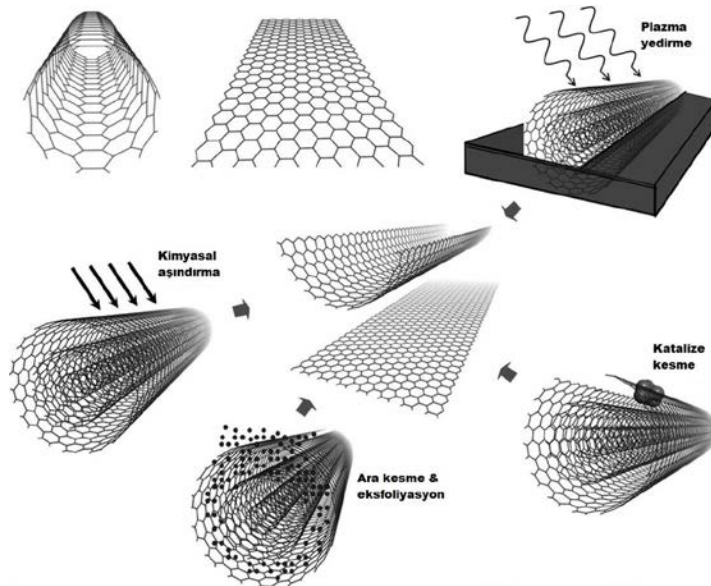 Plazma
yedirme
Kimyasal
aşındırma
Katalize
kesme
Ara kesme &
eksfoliyasyon